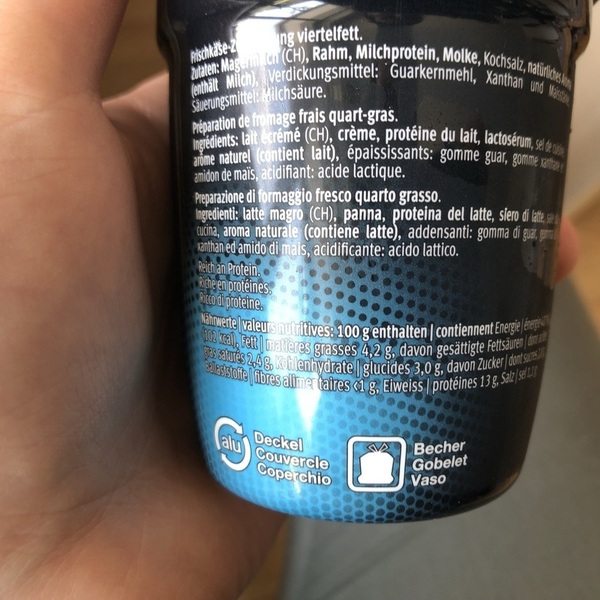 Frischkäse- viertelfett.
Zutaten: (CH), Rahm, Milchprotein, Molke, Kochsalz, natürliches
(enthält Milch), Verdickungsmittel: Guarkernmehl, Xanthan und
Säuerungsmittel: Milchsäure.
Préparation de fromage frais quart-gras.
Ingrédients: lait écrémé (CH), crème, protéine du lait, lactosérum, sel de
arôme naturel (contient lait), épaississants: gomme guar, gomme
amidon de maïs, acidifiant: acide lactique.
Preparazione di formaggio fresco quarto grasso.
Ingredienti: latte magro (CH), panna, proteina del latte, siero di latte,
cucina, aroma naturale (contiene latte), addensanti: gomma di guar,
xanthan ed amido di mais, acidificante: acido lattico.
Reich an Protein.
Riche en protéines.
Ricco di proteine.
Nährwerte | valeurs nutritives: 100 g enthalten | contiennent Energie |
kcal), Fett | matières grasses 4,2 g, davon gesättigte Fettsäuren |
gras saturés 2,4 g, Kohlenhydrate | glucides 3,0 g, davon Zucker | dont sucres
Ballaststoffe | fibres alimentaires <1 g, Eiweiss | protéines 13 g, Salz | sel
alu
Deckel
Couvercle
Coperchio
Becher
Gobelet
Vaso